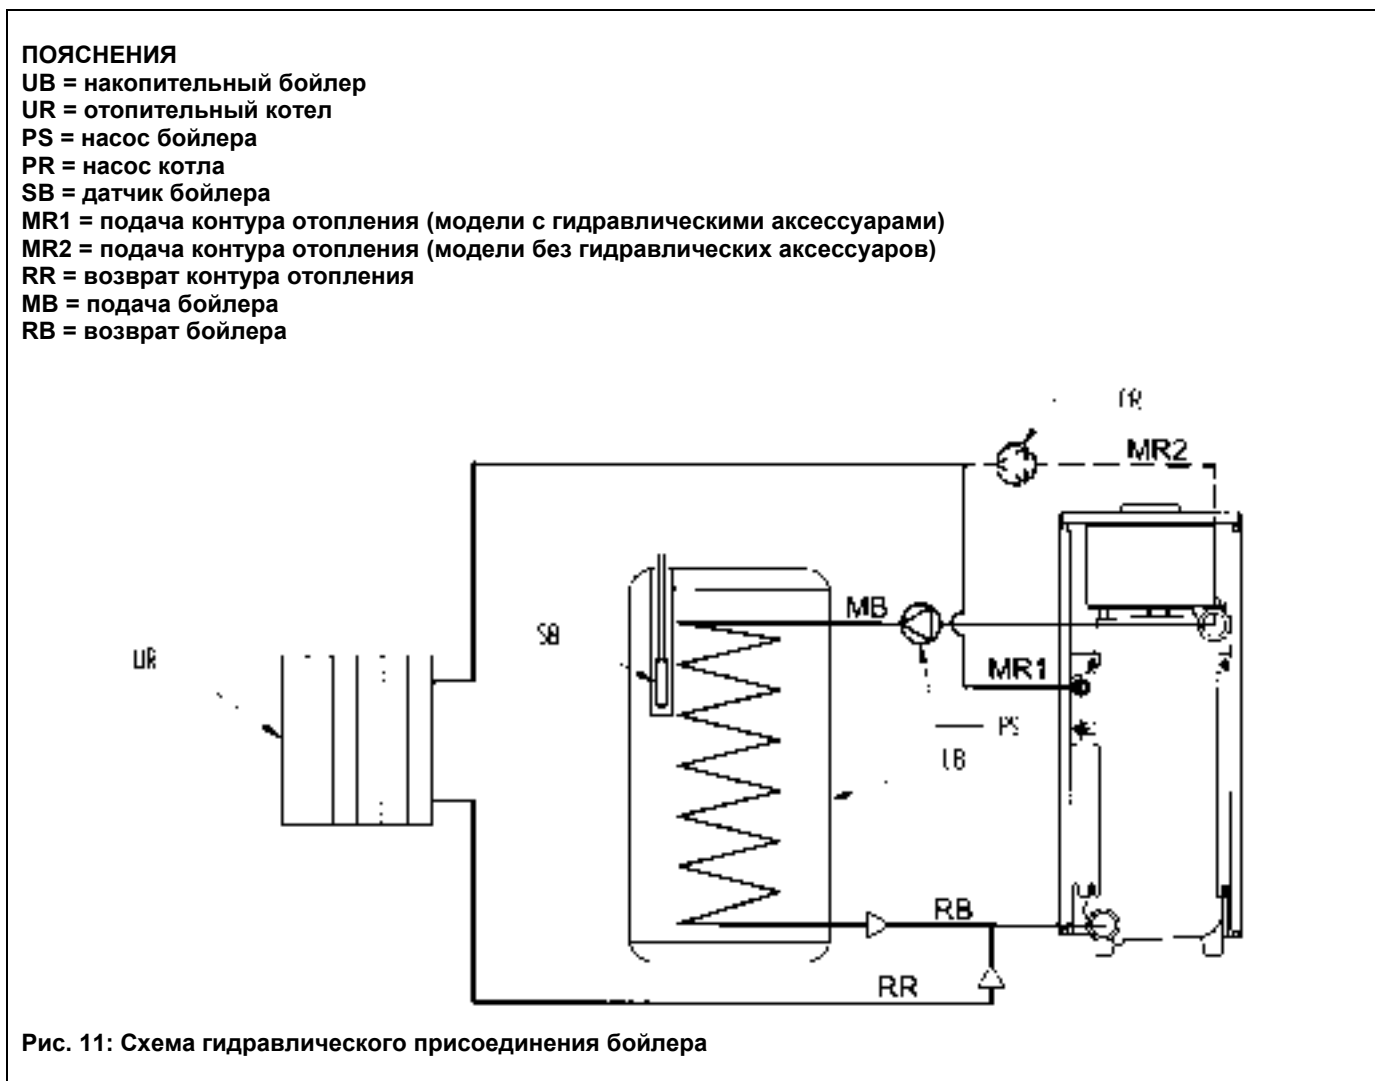 ПОЯСНЕНИЯ
UB = накопительный бойлер
UR = отопительный котел
PS = насос бойлера
PR = насос котла
SB = датчик бойлера
MR1 = подача контура отопления (модели с гидравлическими аксессуарами)
MR2 = подача контура отопления (модели без гидравлических аксессуаров)
RR = возврат контура отопления
MB = подача бойлера
RB = возврат бойлера
MR2
MB
SB
UR
MR1
PS
RB
RR
Рис. 11: Схема гидравлического присоединения бойлера